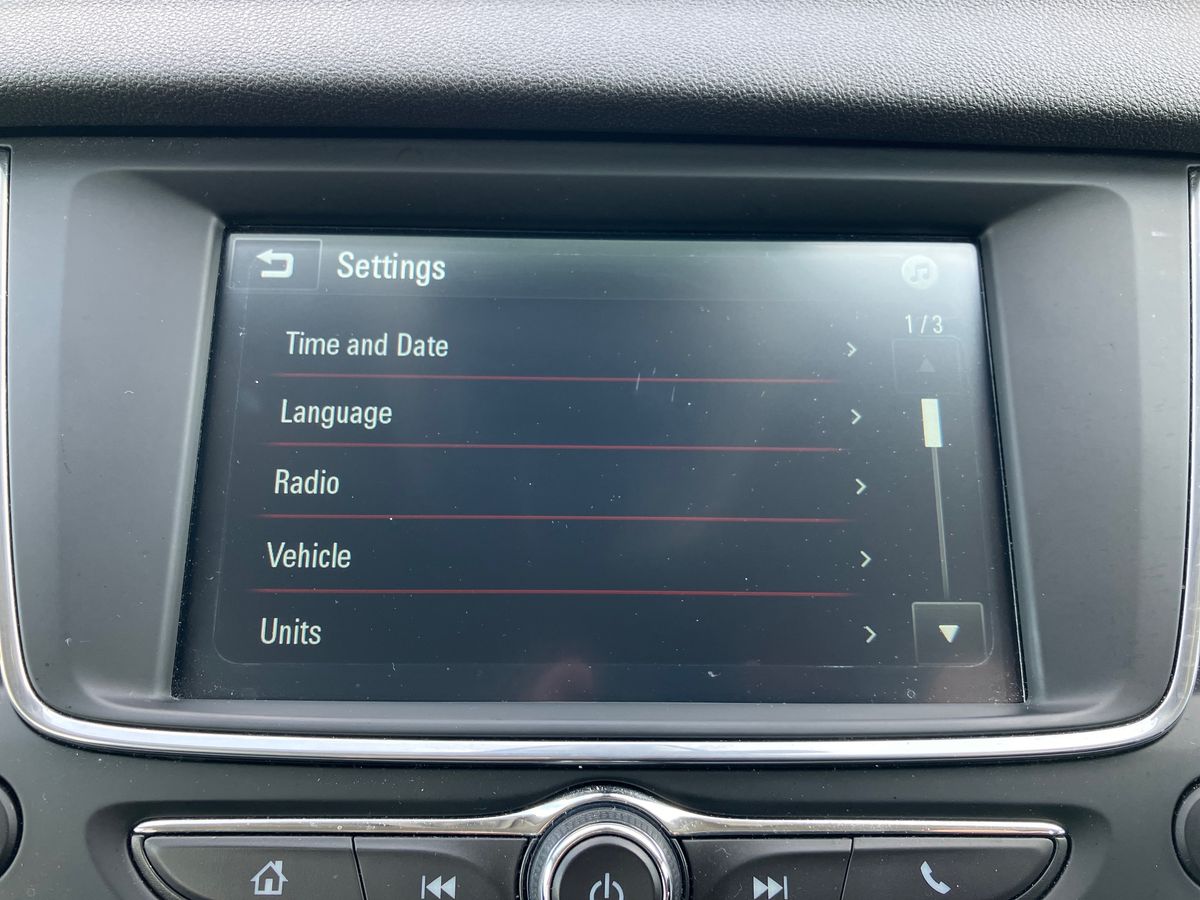 Settings
1 / 3
Time and Date
Language
Radio
Vehicle
Units